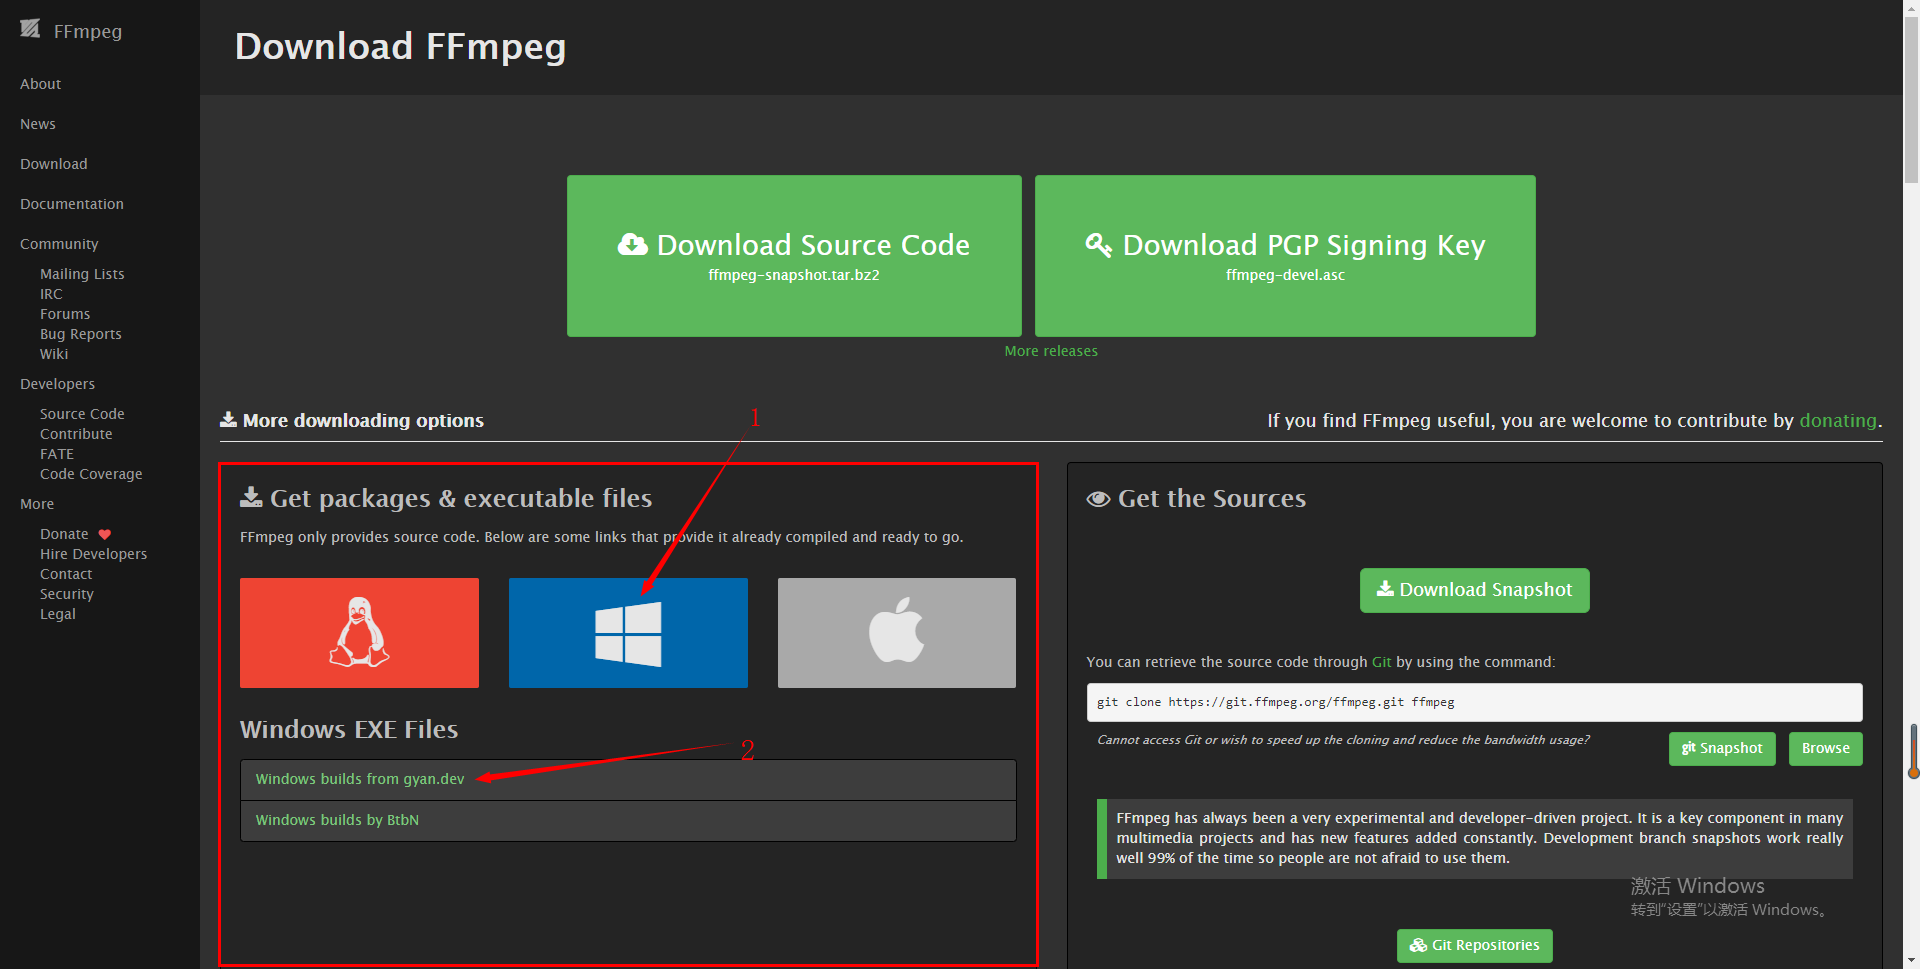 FFmpeg
About
News
Download
Documentation
Community
Mailing Lists
IRC
Forums
Bug Reports
Wiki
Developers
Source Code
Contribute
FATE
Code Coverage
More
Donate
Hire Developers
Contact
Security
Legal
Download FFmpeg
Download Source Code
ffmpeg-snapshot.tar.bz2
Download PGP Signing Key
ffmpeg-devel.asc
More releases
More downloading options
1
If you find FFmpeg useful, you are welcome to contribute by donating.
Get packages & executable files
FFmpeg only provides source code. Below are some links that provide it already compiled and ready to go.
Windows EXE Files
2
Windows builds from gyan.dev
Windows builds by BtbN
Get the Sources
Download Snapshot
You can retrieve the source code through Git by using the command:
git clone https://git.ffmpeg.org/ffmpeg.git ffmpeg
Cannot access Git or wish to speed up the cloning and reduce the bandwidth usage?
git Snapshot
Browse
FFmpeg has always been a very experimental and developer-driven project. It is a key component in many
multimedia projects and has new features added constantly. Development branch snapshots work really
well 99% of the time so people are not afraid to use them.
激活 Windows
转到"设置"以激活 Windows。
Git Repositories